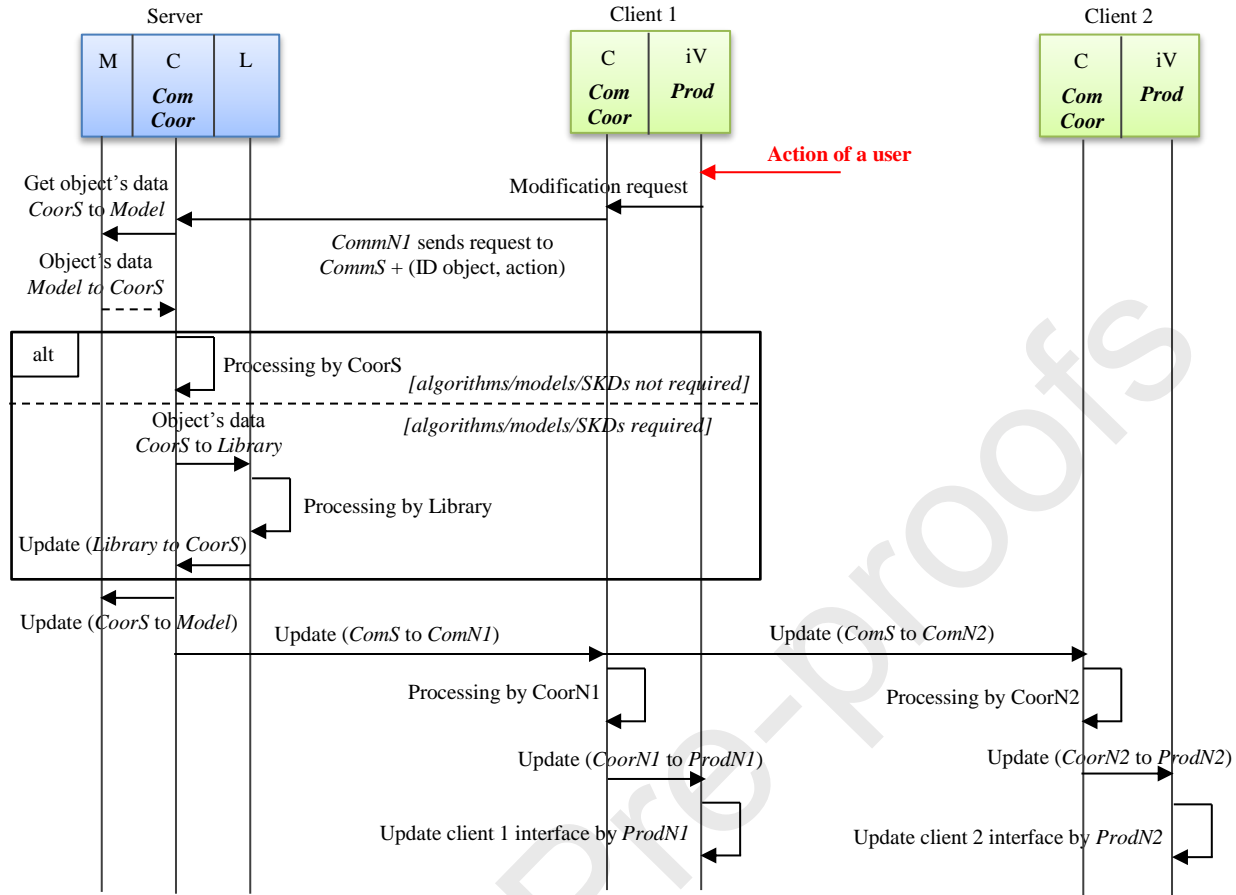 Server
Client 1
Client 2
M
C
L
Com
Coor
C
iV
Com
Prod
Coor
C
iV
Com
Prod
Coor
Action of a user
Get object's data
CoorS to Model
Modification request
CommN1 sends request to
CommS + (ID object, action)
Object's data
Model to CoorS
alt
Processing by CoorS
[algorithms/models/SKDs not required]
Object's data
CoorS to Library
[algorithms/models/SKDs required]
Processing by Library
Update (Library to CoorS)
Update (CoorS to Model)
Update (ComS to ComN1)
Update (ComS to ComN2)
Processing by CoorN1
Processing by CoorN2
Update (CoorN1 to ProdN1)
Update (CoorN2 to ProdN2)
Update client 1 interface by ProdN1
Update client 2 interface by ProdN2
Pre-proofs